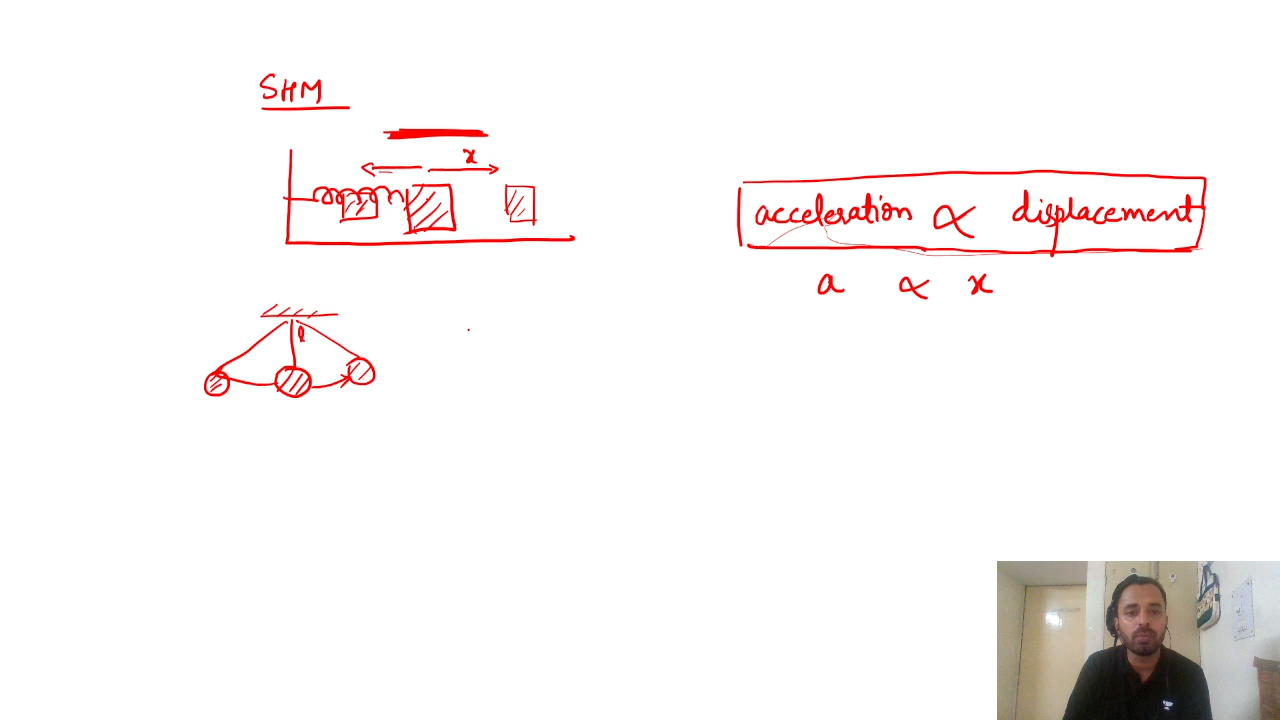 SHM
x
acceleration ∝ displacement
a ∝ x
l